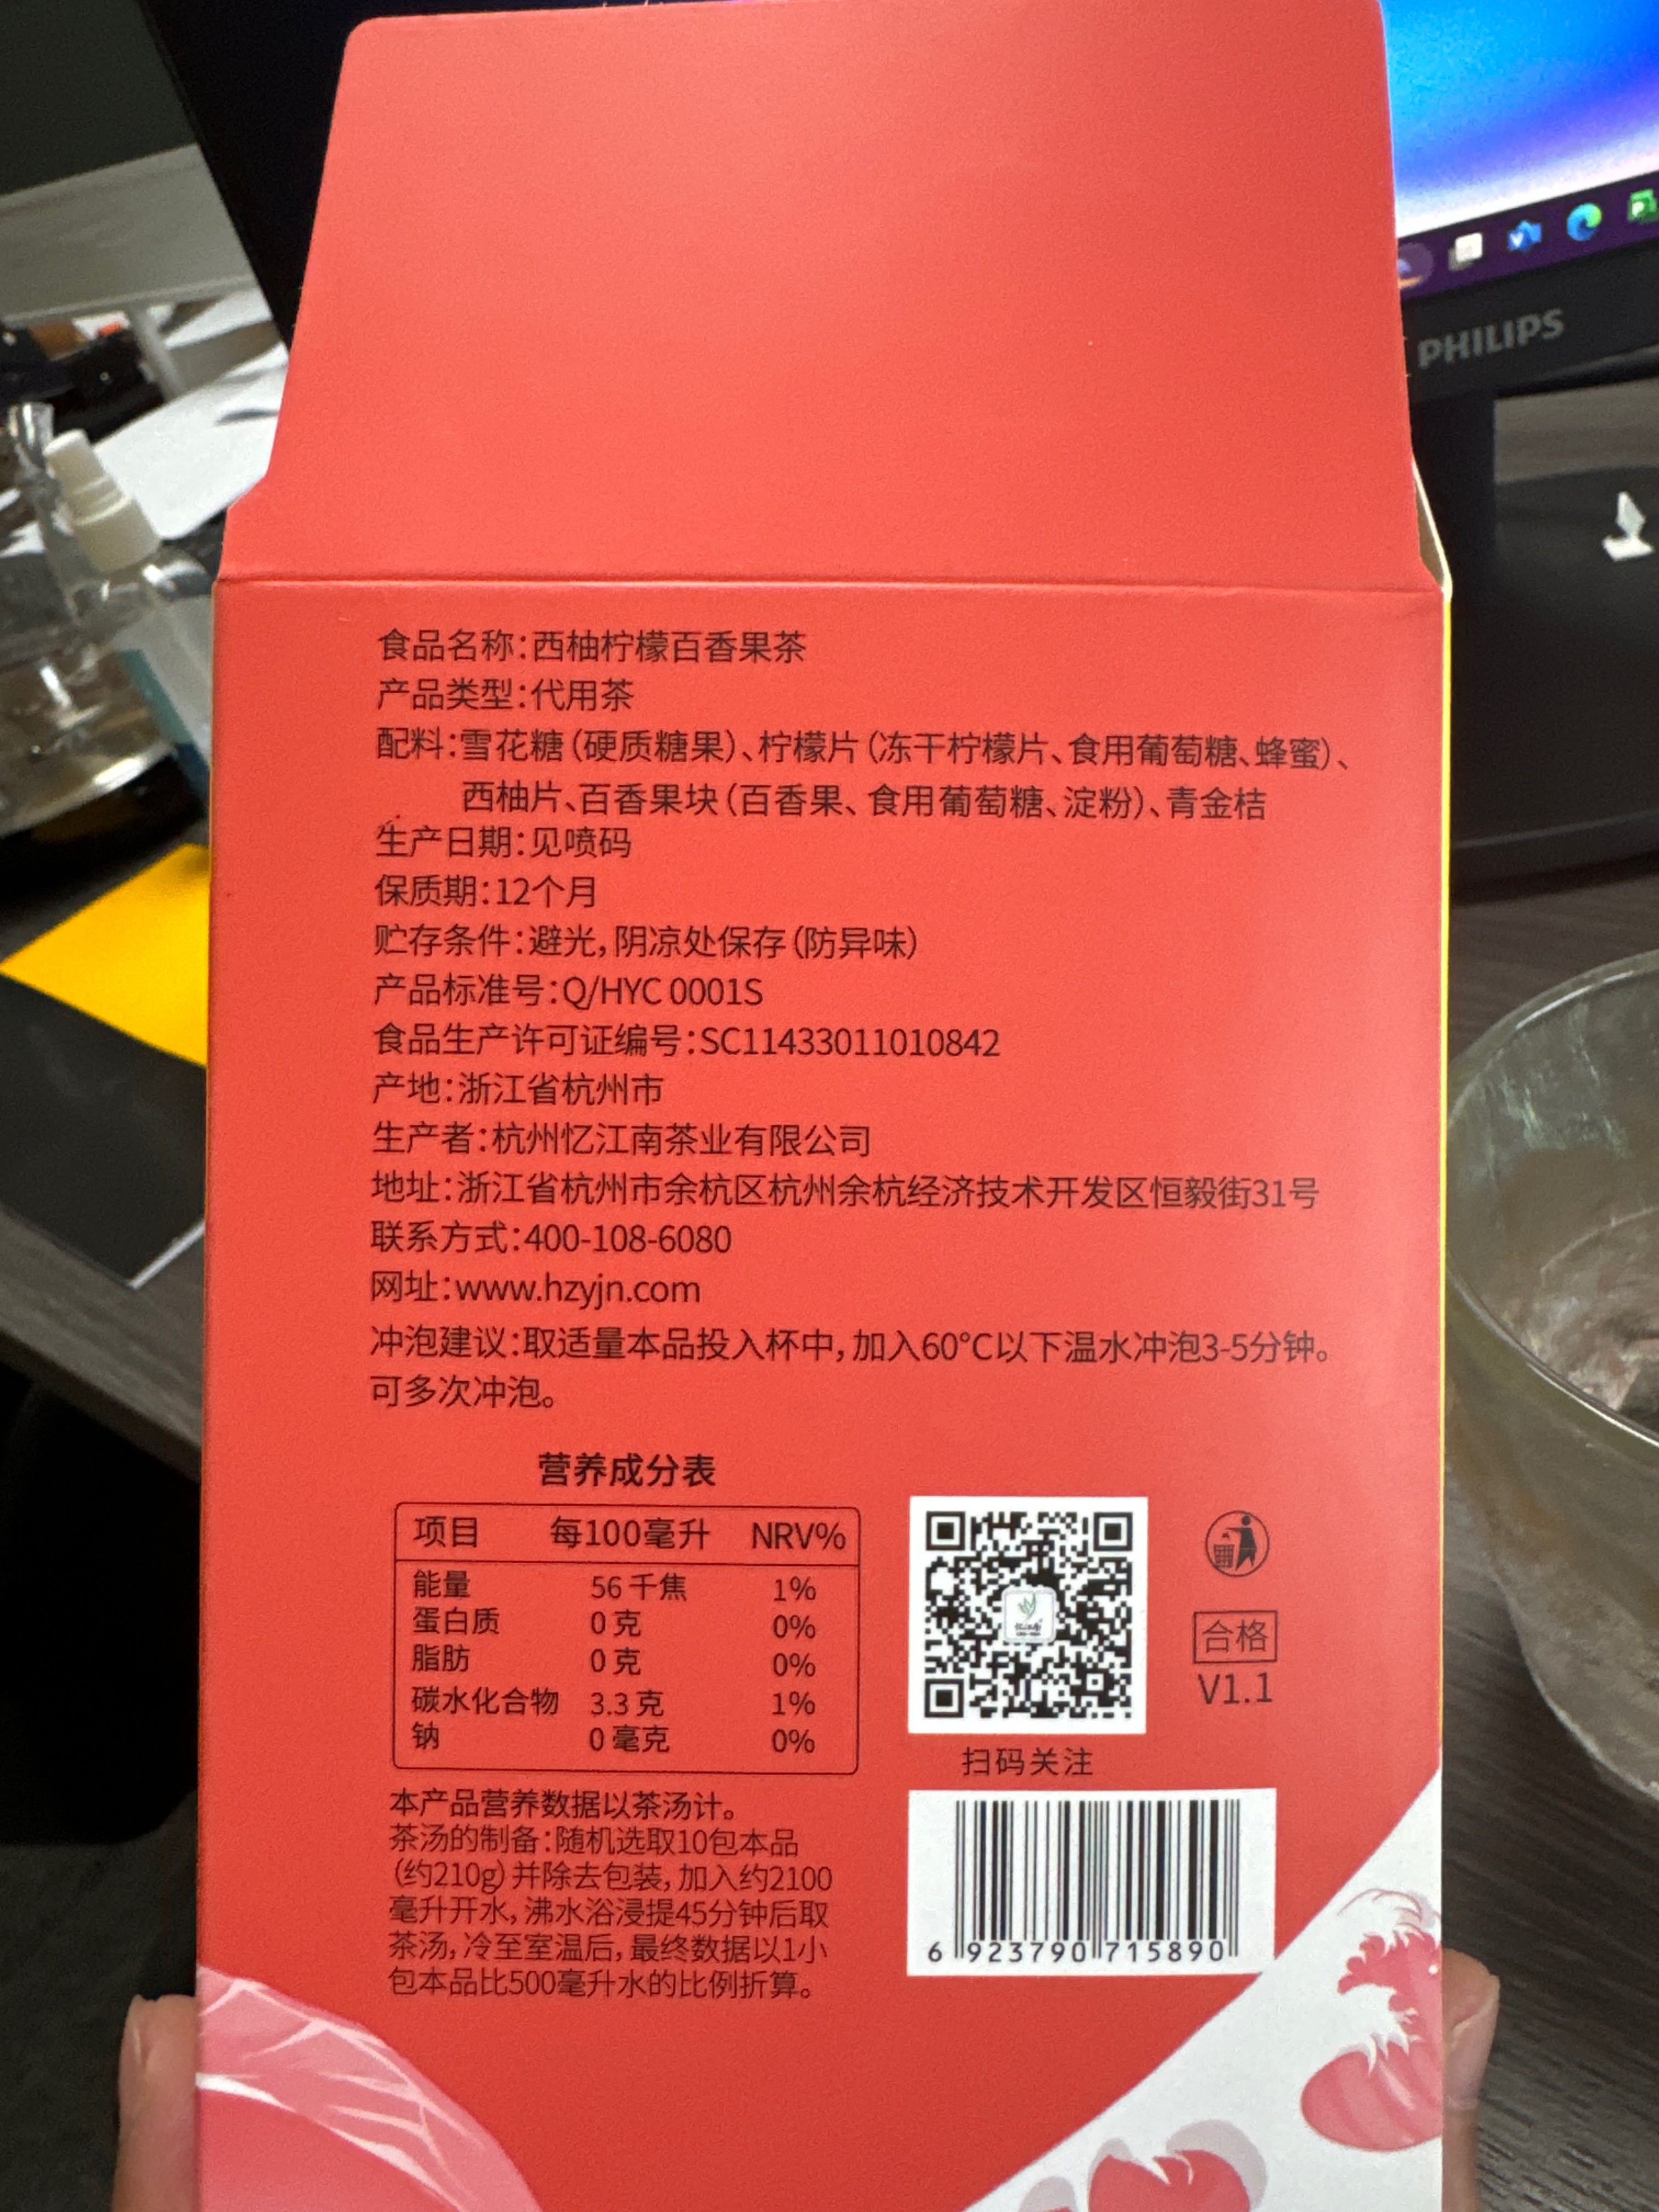 PHILIPS
食品名称:西柚柠檬百香果茶
产品类型:代用茶
配料:雪花糖(硬质糖果)、柠檬片(冻干柠檬片、食用葡萄糖、蜂蜜)、
西柚片、百香果块(百香果、食用葡萄糖、淀粉)、青金桔
生产日期:见喷码
保质期:12个月
贮存条件:避光,阴凉处保存(防异味)
产品标准号:Q/HYC 0001S
食品生产许可证编号:SC11433011010842
产地:浙江省杭州市
生产者:杭州忆江南茶业有限公司
地址:浙江省杭州市余杭区杭州余杭经济技术开发区恒毅街31号
联系方式:400-108-6080
网址:www.hzyjn.com
冲泡建议:取适量本品投入杯中,加入60°C以下温水冲泡3-5分钟。
可多次冲泡。
营养成分表
项目 每100毫升 NRV%
能量 56 千焦 1%
蛋白质 0 克 0%
脂肪 0 克 0%
碳水化合物 3.3 克 1%
钠 0 毫克 0%
本产品营养数据以茶汤计。
茶汤的制备:随机选取10包本品
(约210g)并除去包装,加入约2100
毫升开水,沸水浴浸提45分钟后取
茶汤,冷至室温后,最终数据以1小
包本品比500毫升水的比例折算。
合格
V1.1
扫码关注
6 923790 715890